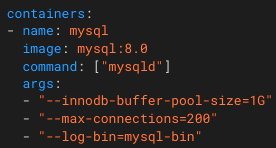 containers:
- name: mysql
  image: mysql:8.0
  command: ["mysqld"]
  args:
  - "--innodb-buffer-pool-size=1G"
  - "--max-connections=200"
  - "--log-bin=mysql-bin"